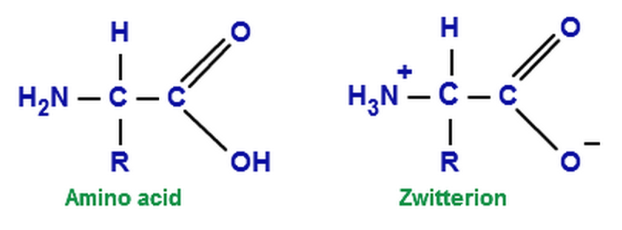 H H
O O
H₂N C C H₃N + C C
R OH R O −
Amino acid Zwitterion